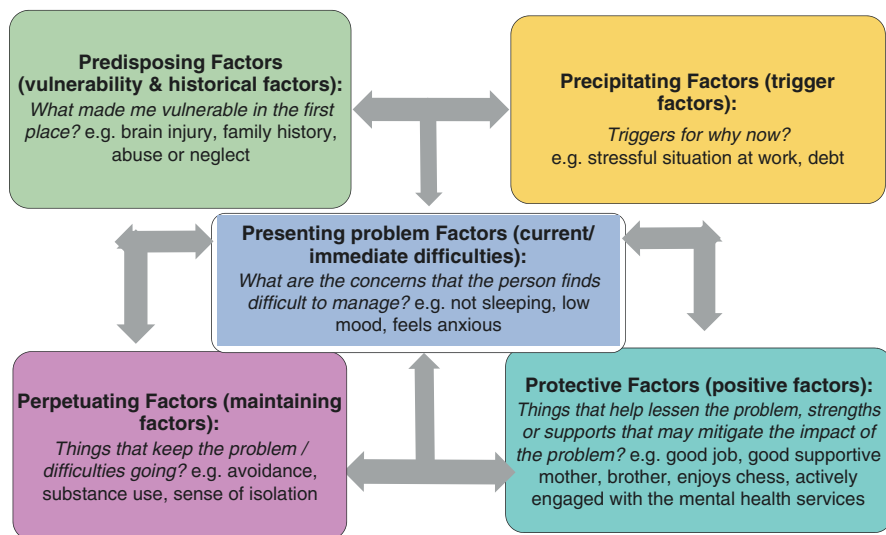 Predisposing Factors
(vulnerability & historical factors):
What made me vulnerable in the first
place? e.g. brain injury, family history,
abuse or neglect
Precipitating Factors (trigger
factors):
Triggers for why now?
e.g. stressful situation at work, debt
Presenting problem Factors (current/
immediate difficulties):
What are the concerns that the person finds
difficult to manage? e.g. not sleeping, low
mood, feels anxious
Perpetuating Factors (maintaining
factors):
Things that keep the problem /
difficulties going? e.g. avoidance,
substance use, sense of isolation
Protective Factors (positive factors):
Things that help lessen the problem, strengths
or supports that may mitigate the impact of
the problem? e.g. good job, good supportive
mother, brother, enjoys chess, actively
engaged with the mental health services